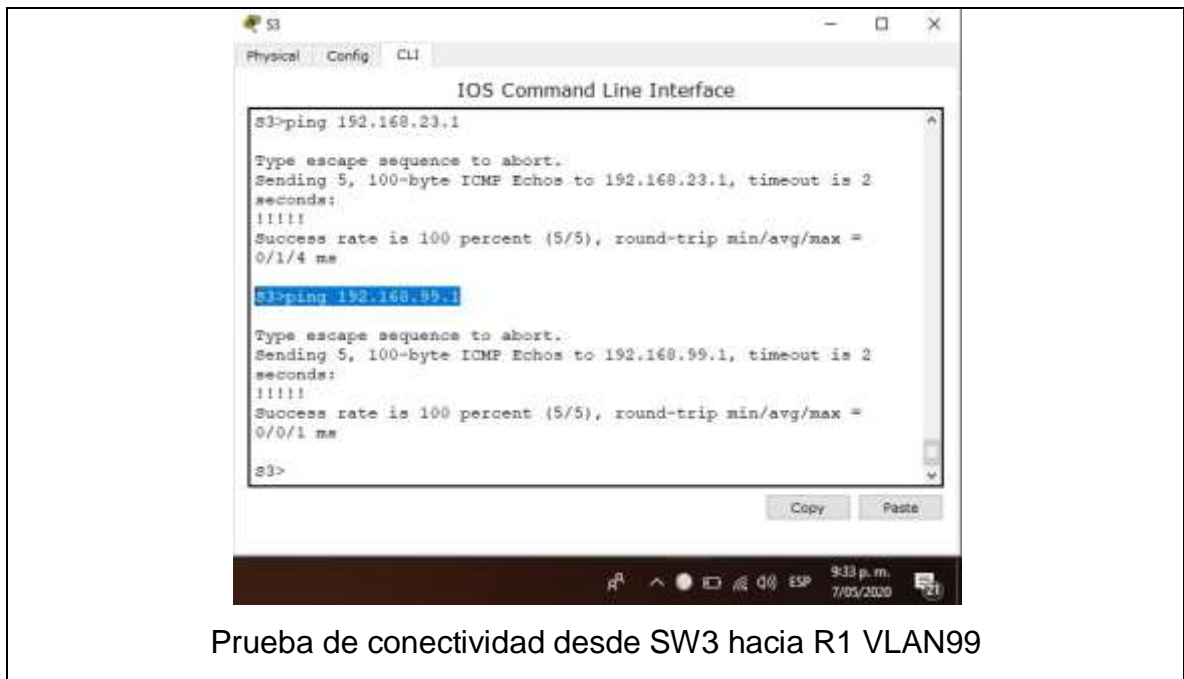 S3
Physical Config CLI
IOS Command Line Interface
S3>ping 192.168.23.1
Type escape sequence to abort.
Sending 5, 100-byte ICMP Echos to 192.168.23.1, timeout is 2
seconds:
!!!!!
Success rate is 100 percent (5/5), round-trip min/avg/max =
0/1/4 ms
S3>ping 192.168.99.1
Type escape sequence to abort.
Sending 5, 100-byte ICMP Echos to 192.168.99.1, timeout is 2
seconds:
!!!!!
Success rate is 100 percent (5/5), round-trip min/avg/max =
0/0/1 ms
S3>
Copy Paste
ESP 9:33 p. m.
7/05/2020 21
Prueba de conectividad desde SW3 hacia R1 VLAN99